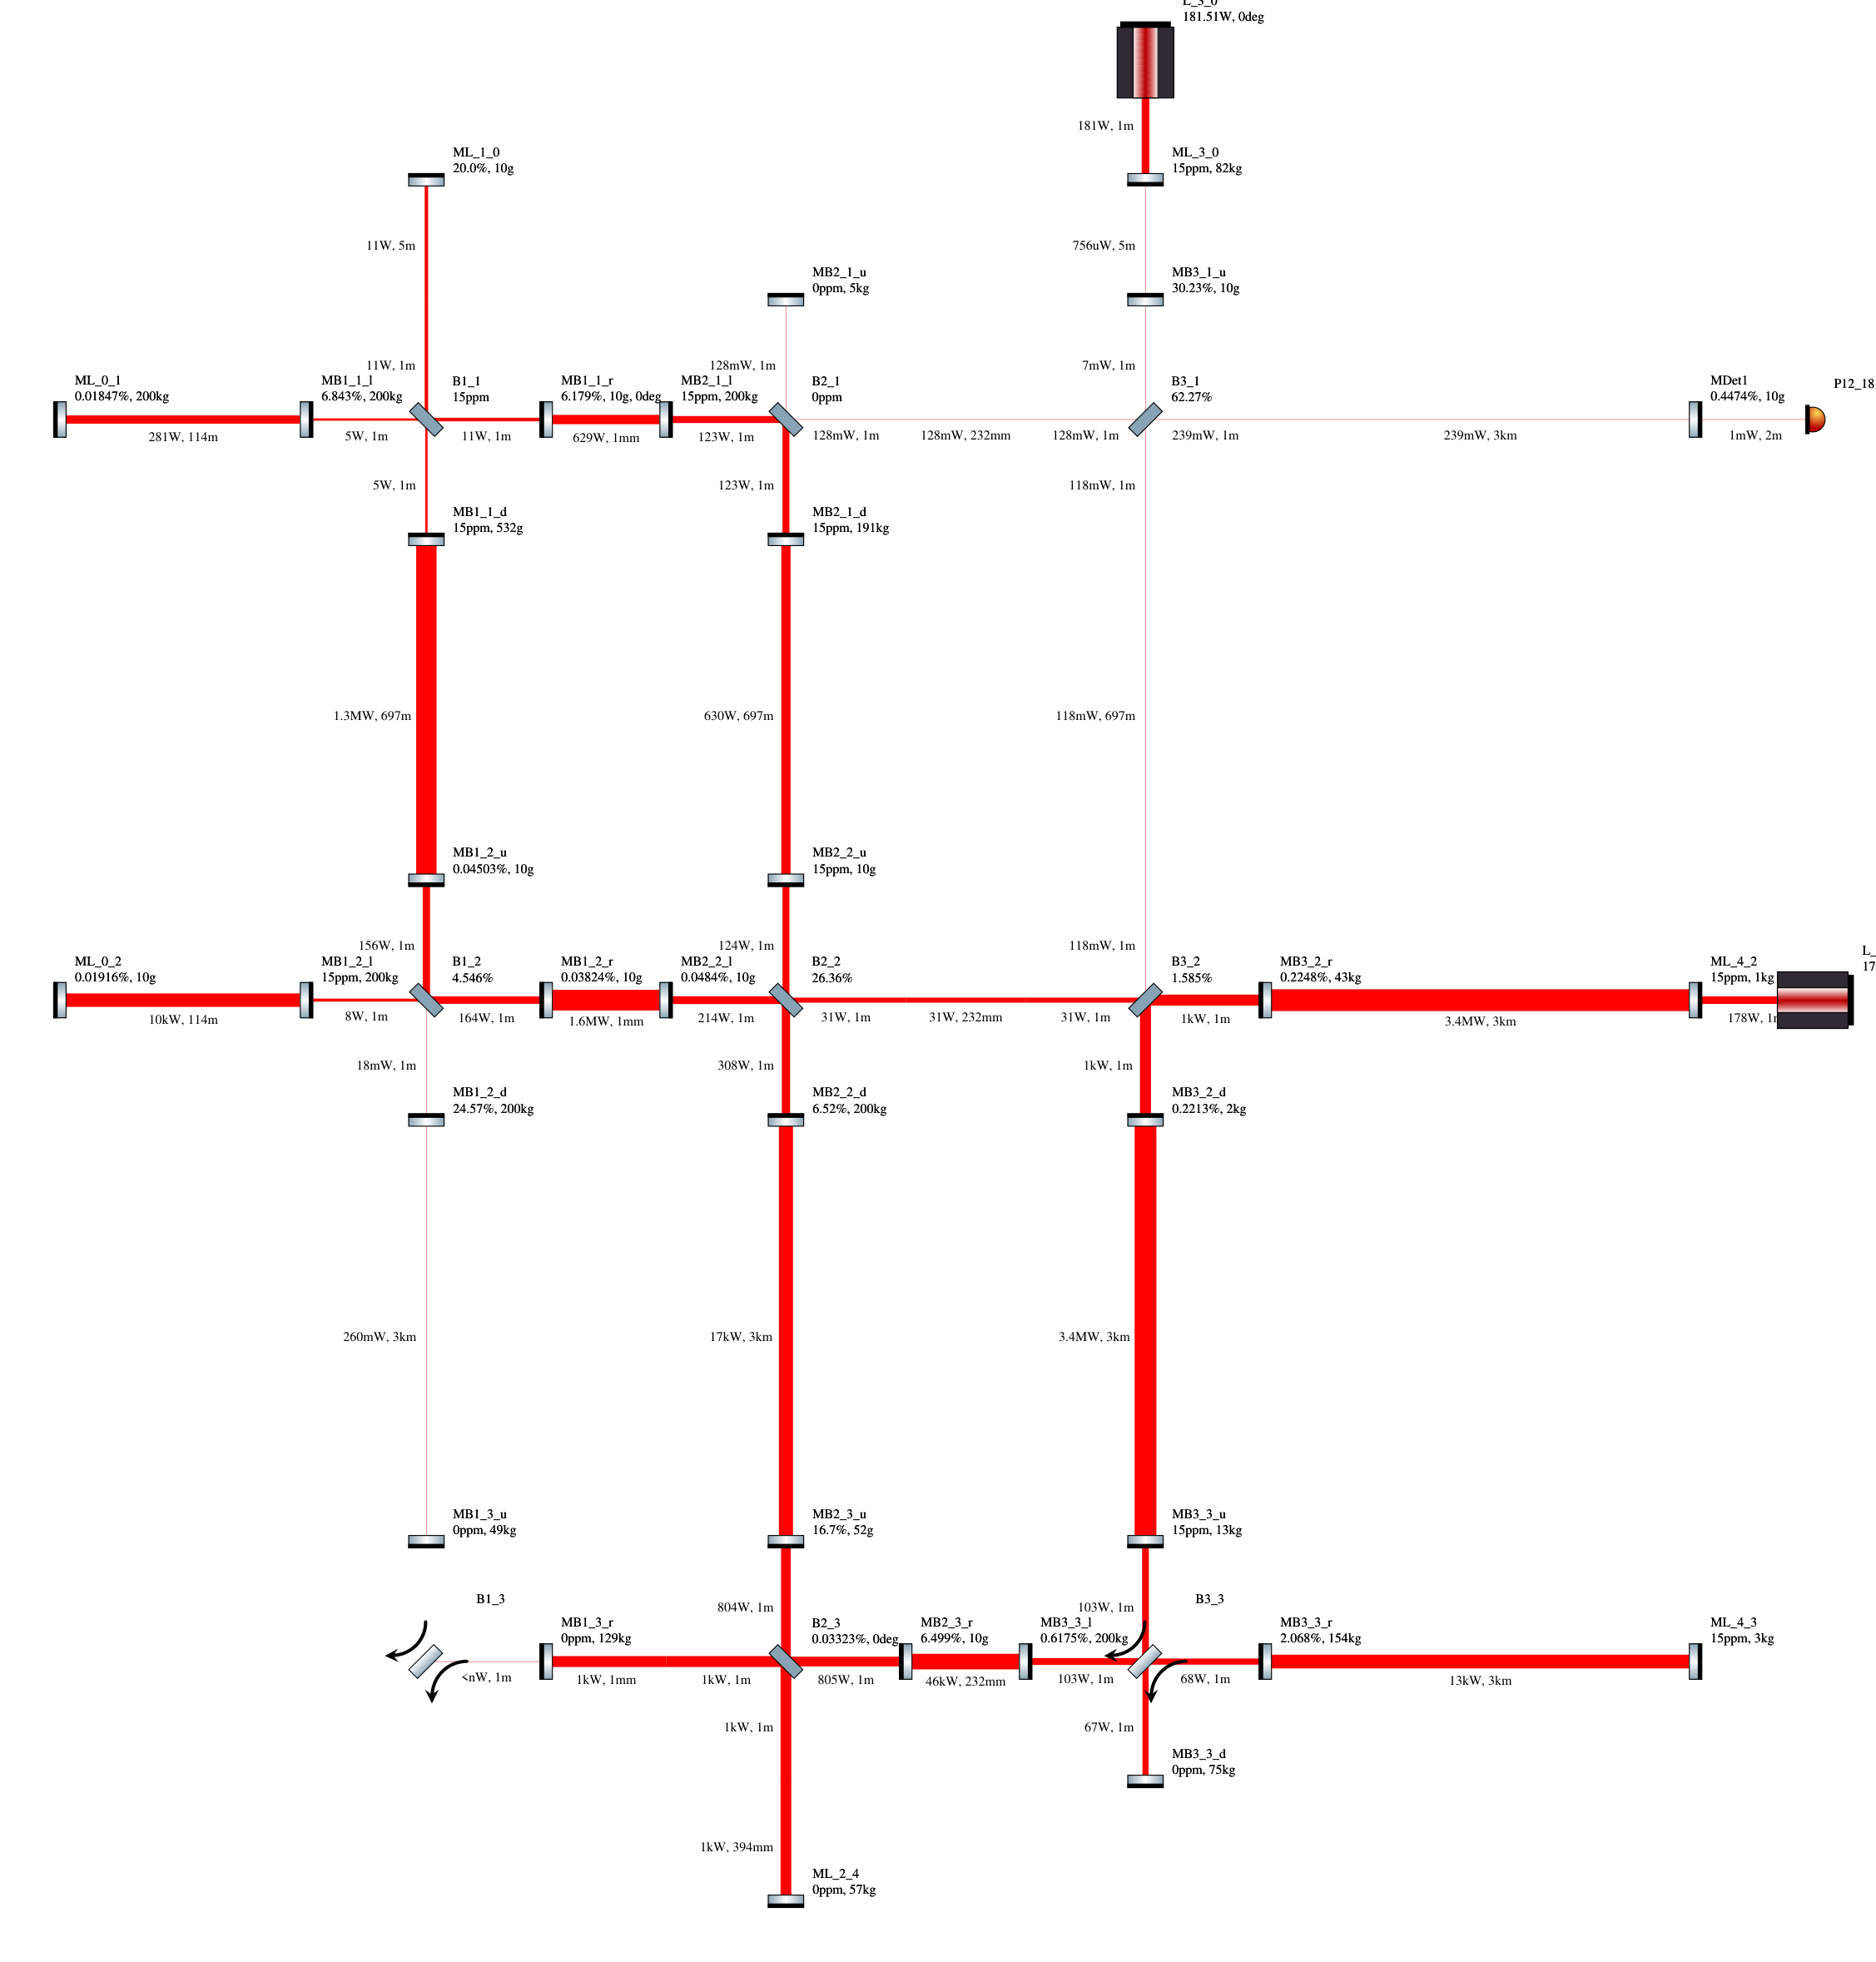 L_3_0
181.51W, 0deg
181W, 1m
ML_1_0
20.0%, 10g
ML_3_0
15ppm, 82kg
11W, 5m
756uW, 5m
MB2_1_u
0ppm, 5kg
MB3_1_u
30.23%, 10g
11W, 1m
128mW, 1m
7mW, 1m
ML_0_1
0.01847%, 200kg
MB1_1_l
6.843%, 200kg
B1_1
15ppm
MB1_1_r
6.179%, 10g, 0deg
MB2_1_l
15ppm, 200kg
B2_1
0ppm
B3_1
62.27%
MDet1
0.4474%, 10g
P12_18
281W, 114m
5W, 1m
11W, 1m
629W, 1mm
123W, 1m
128mW, 1m
128mW, 232mm
128mW, 1m
239mW, 1m
239mW, 3km
1mW, 2m
5W, 1m
123W, 1m
118mW, 1m
MB1_1_d
15ppm, 532g
MB2_1_d
15ppm, 191kg
1.3MW, 697m
630W, 697m
118mW, 697m
MB1_2_u
0.04503%, 10g
MB2_2_u
15ppm, 10g
156W, 1m
124W, 1m
118mW, 1m
ML_0_2
0.01916%, 10g
MB1_2_l
15ppm, 200kg
B1_2
4.546%
MB1_2_r
0.03824%, 10g
MB2_2_l
0.0484%, 10g
B2_2
26.36%
B3_2
1.585%
MB3_2_r
0.2248%, 43kg
ML_4_2
15ppm, 1kg
L_
17
10kW, 114m
8W, 1m
164W, 1m
1.6MW, 1mm
214W, 1m
31W, 1m
31W, 232mm
31W, 1m
1kW, 1m
3.4MW, 3km
178W, 1m
18mW, 1m
308W, 1m
1kW, 1m
MB1_2_d
24.57%, 200kg
MB2_2_d
6.52%, 200kg
MB3_2_d
0.2213%, 2kg
260mW, 3km
17kW, 3km
3.4MW, 3km
MB1_3_u
0ppm, 49kg
MB2_3_u
16.7%, 52g
MB3_3_u
15ppm, 13kg
B1_3
804W, 1m
103W, 1m
B3_3
MB1_3_r
0ppm, 129kg
B2_3
0.03323%, 0deg
MB2_3_r
6.499%, 10g
MB3_3_l
0.6175%, 200kg
MB3_3_r
2.068%, 154kg
ML_4_3
15ppm, 3kg
<nW, 1m
1kW, 1mm
1kW, 1m
805W, 1m
46kW, 232mm
103W, 1m
68W, 1m
13kW, 3km
1kW, 1m
67W, 1m
MB3_3_d
0ppm, 75kg
1kW, 394mm
ML_2_4
0ppm, 57kg